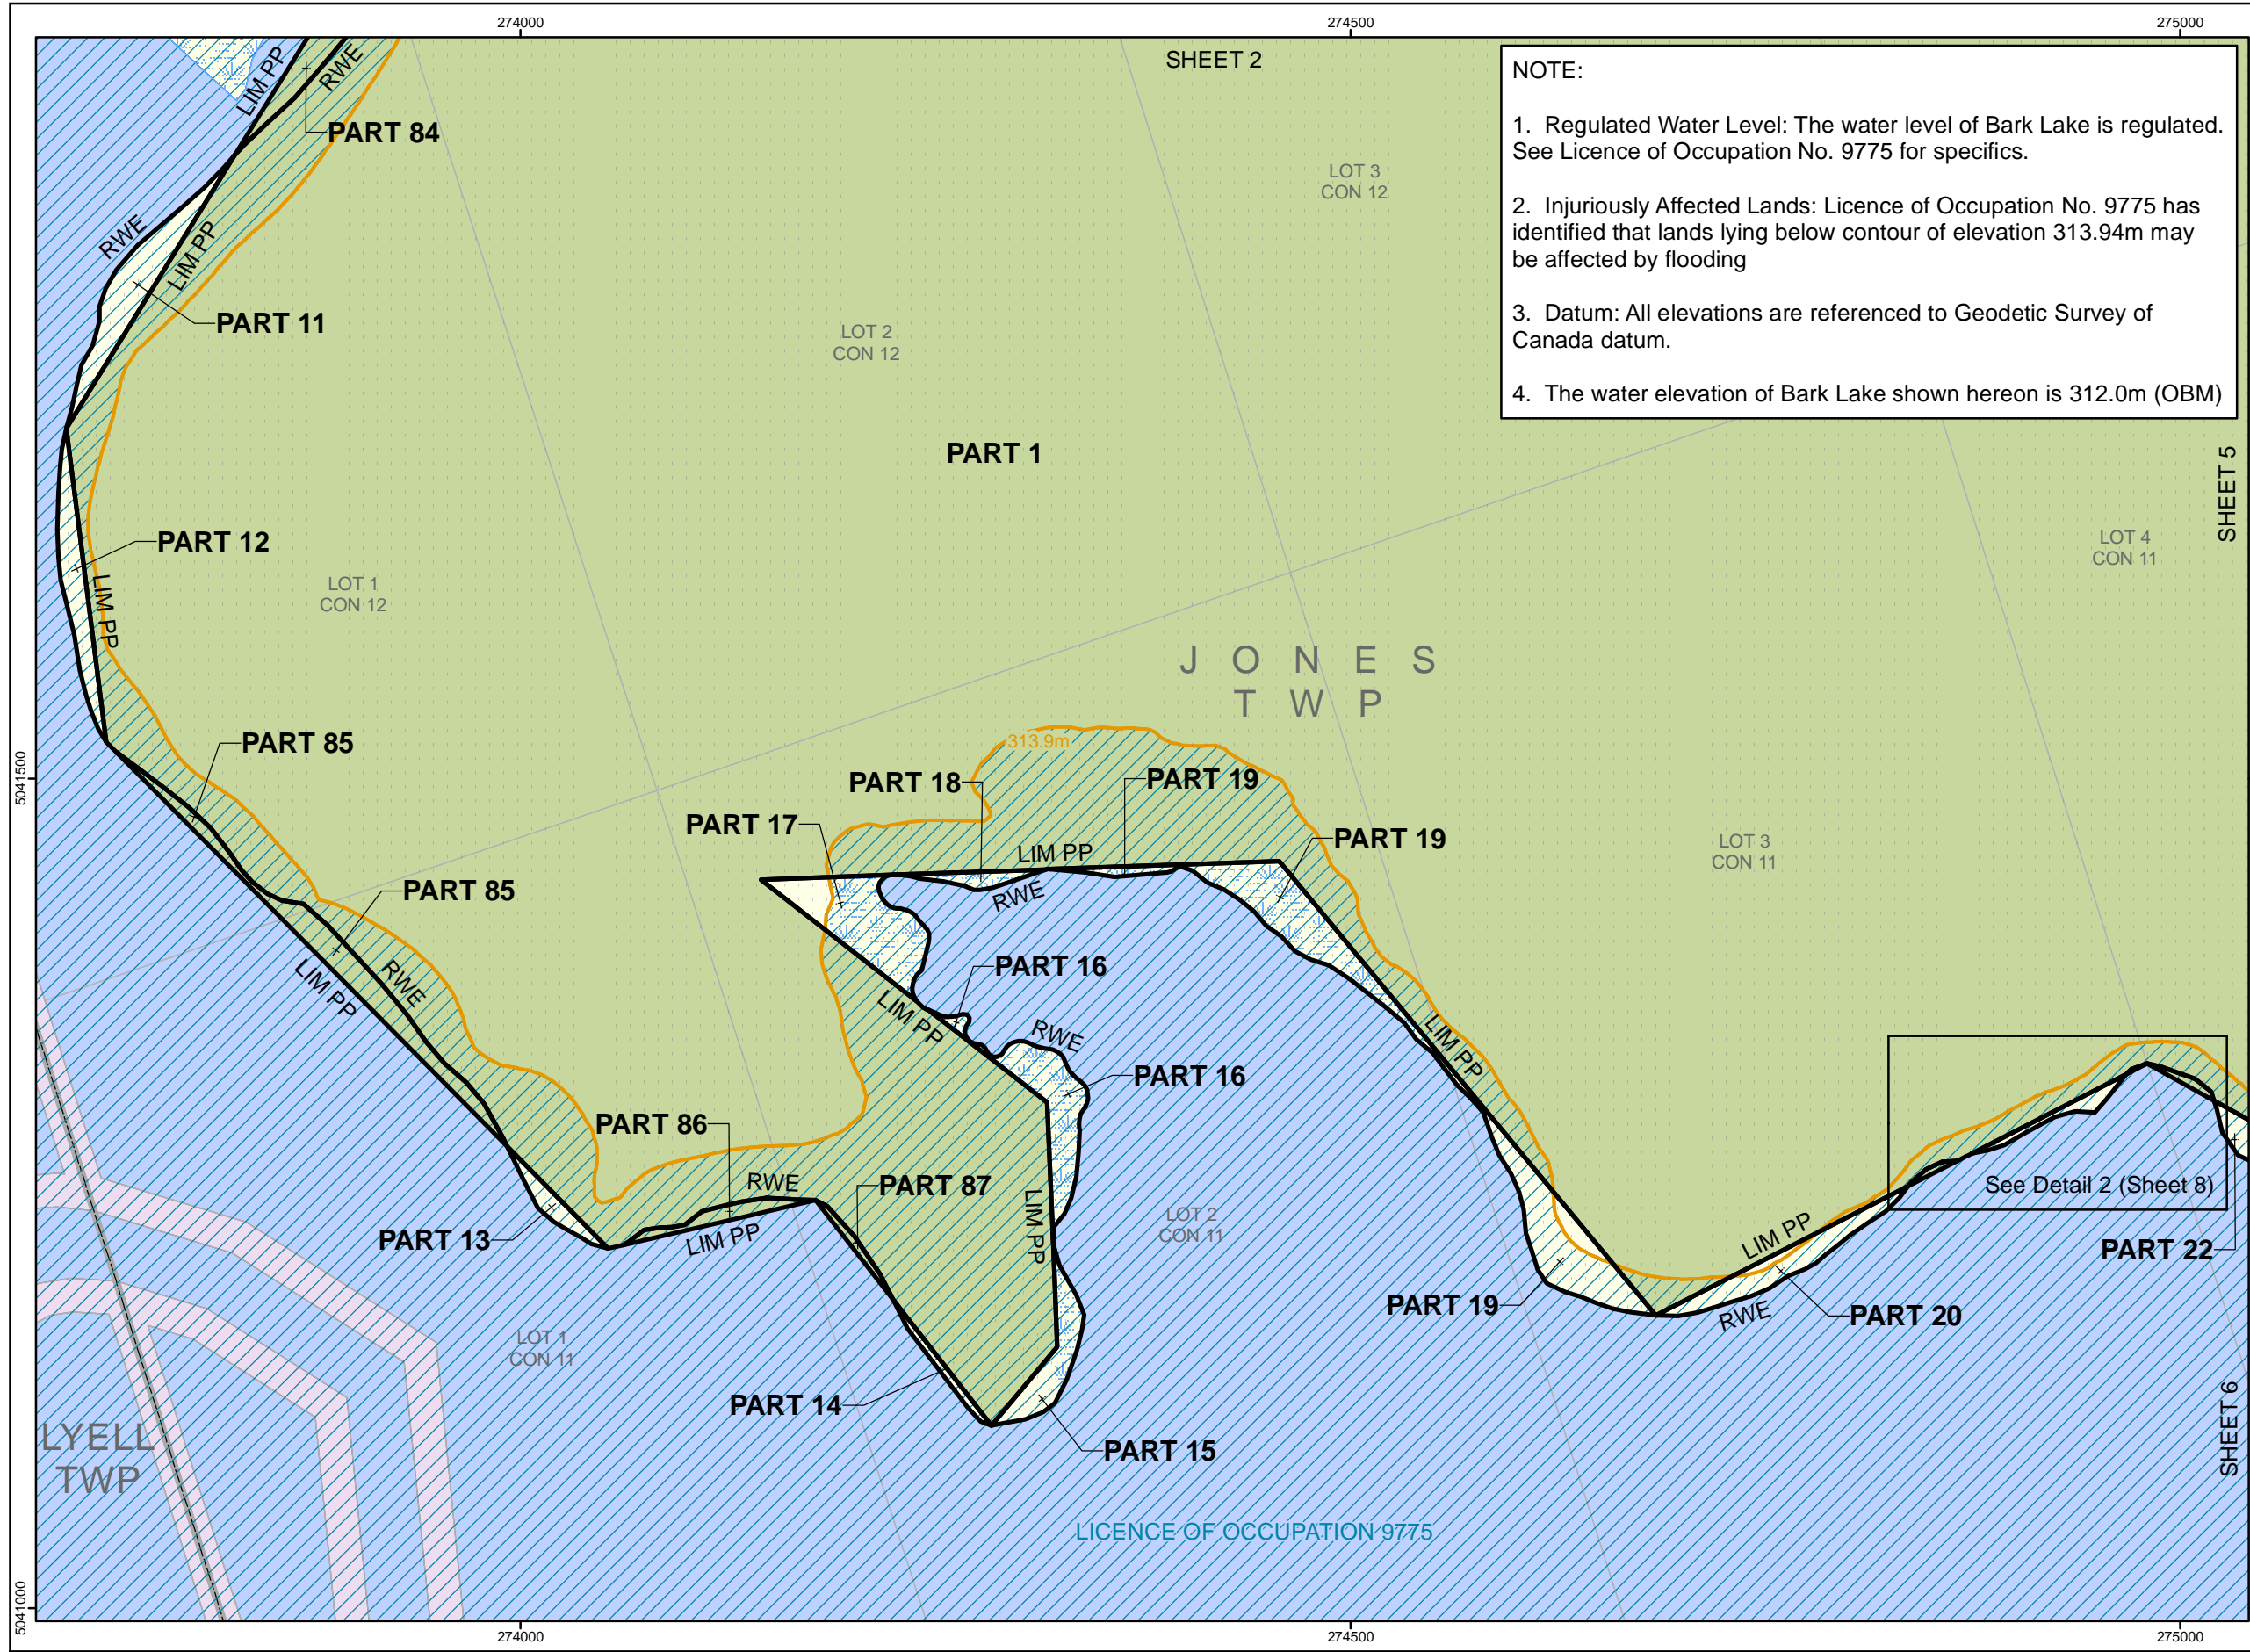 274000
274500
275000
SHEET 2
NOTE:
1. Regulated Water Level: The water level of Bark Lake is regulated.
See Licence of Occupation No. 9775 for specifics.
2. Injuriously Affected Lands: Licence of Occupation No. 9775 has
identified that lands lying below contour of elevation 313.94m may
be affected by flooding
3. Datum: All elevations are referenced to Geodetic Survey of
Canada datum.
4. The water elevation of Bark Lake shown hereon is 312.0m (OBM)
LIM PP
RWE
PART 84
LOT 3
CON 12
RWE
LIM PP
PART 11
LOT 2
CON 12
PART 1
SHEET 5
PART 12
LOT 4
CON 11
LIM PP
LOT 1
CON 12
JONES
TWP
313.9m
PART 85
5041500
PART 18
PART 19
PART 17
LIM PP
PART 19
LOT 3
CON 11
PART 85
RWE
RWE
LIM PP
PART 16
LIM PP
RWE
LIM PP
PART 16
PART 86
RWE
PART 87
See Detail 2 (Sheet 8)
LIM PP
LOT 2
CON 11
PART 13
LIM PP
LIM PP
PART 22
PART 19
RWE
PART 20
LOT 1
CON 11
PART 14
SHEET 6
LYELL
TWP
PART 15
LICENCE OF OCCUPATION 9775
5041000
274000
274500
275000